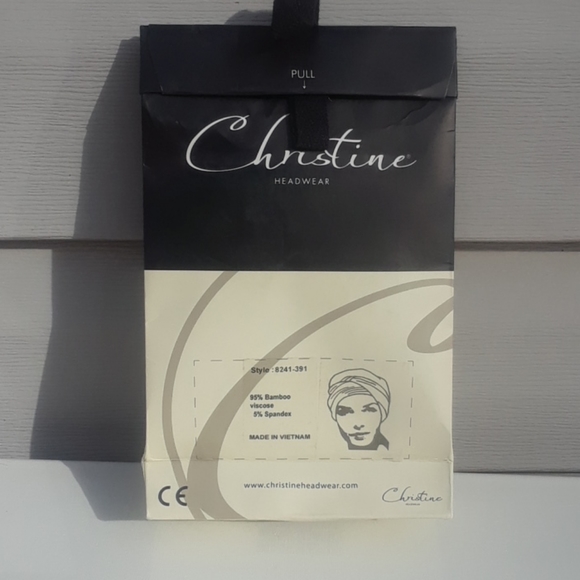 PULL
Christine®
HEADWEAR
Style : 8241-391
95% Bamboo
viscose
5% Spandex
MADE IN VIETNAM
CE
www.christineheadwear.com
Christine
HEADWEAR